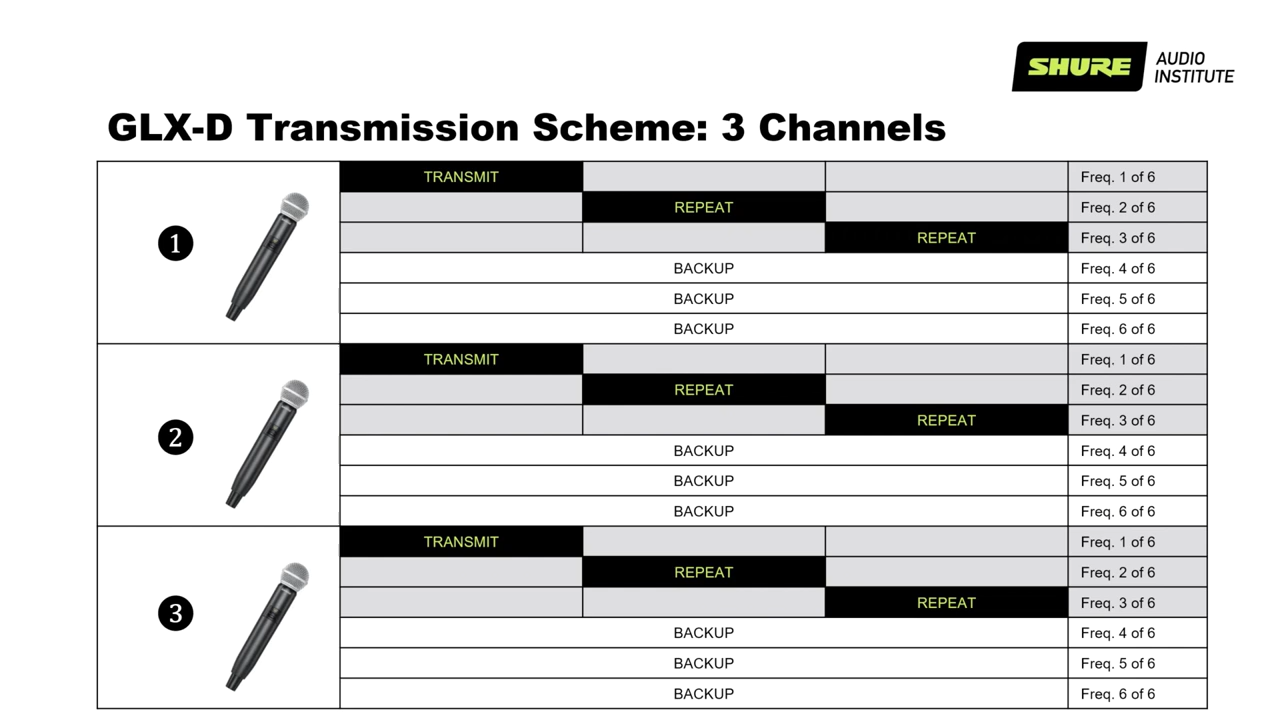 SHURE
AUDIO
INSTITUTE
GLX-D Transmission Scheme: 3 Channels
1
TRANSMIT Freq. 1 of 6
REPEAT Freq. 2 of 6
REPEAT Freq. 3 of 6
BACKUP Freq. 4 of 6
BACKUP Freq. 5 of 6
BACKUP Freq. 6 of 6
2
TRANSMIT Freq. 1 of 6
REPEAT Freq. 2 of 6
REPEAT Freq. 3 of 6
BACKUP Freq. 4 of 6
BACKUP Freq. 5 of 6
BACKUP Freq. 6 of 6
3
TRANSMIT Freq. 1 of 6
REPEAT Freq. 2 of 6
REPEAT Freq. 3 of 6
BACKUP Freq. 4 of 6
BACKUP Freq. 5 of 6
BACKUP Freq. 6 of 6